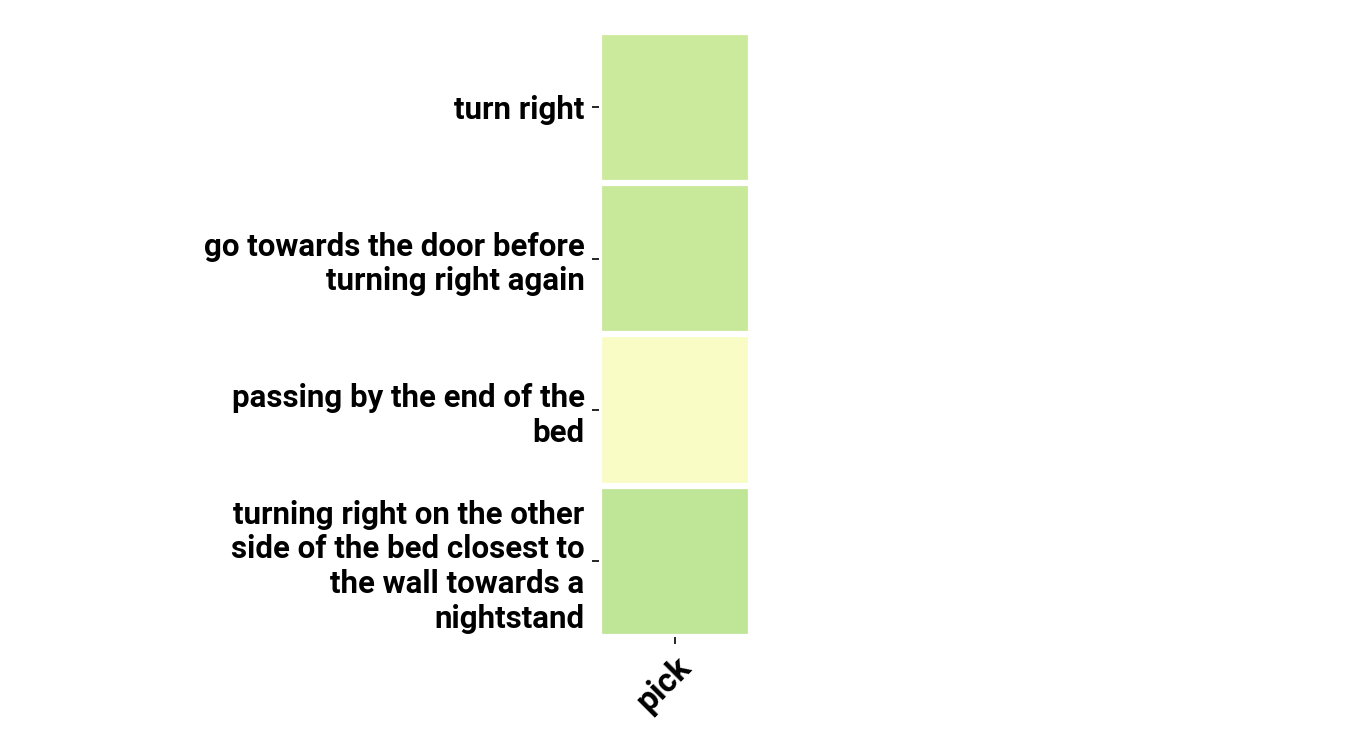 turn right
go towards the door before
turning right again
passing by the end of the
bed
turning right on the other
side of the bed closest to
the wall towards a
nightstand
pick